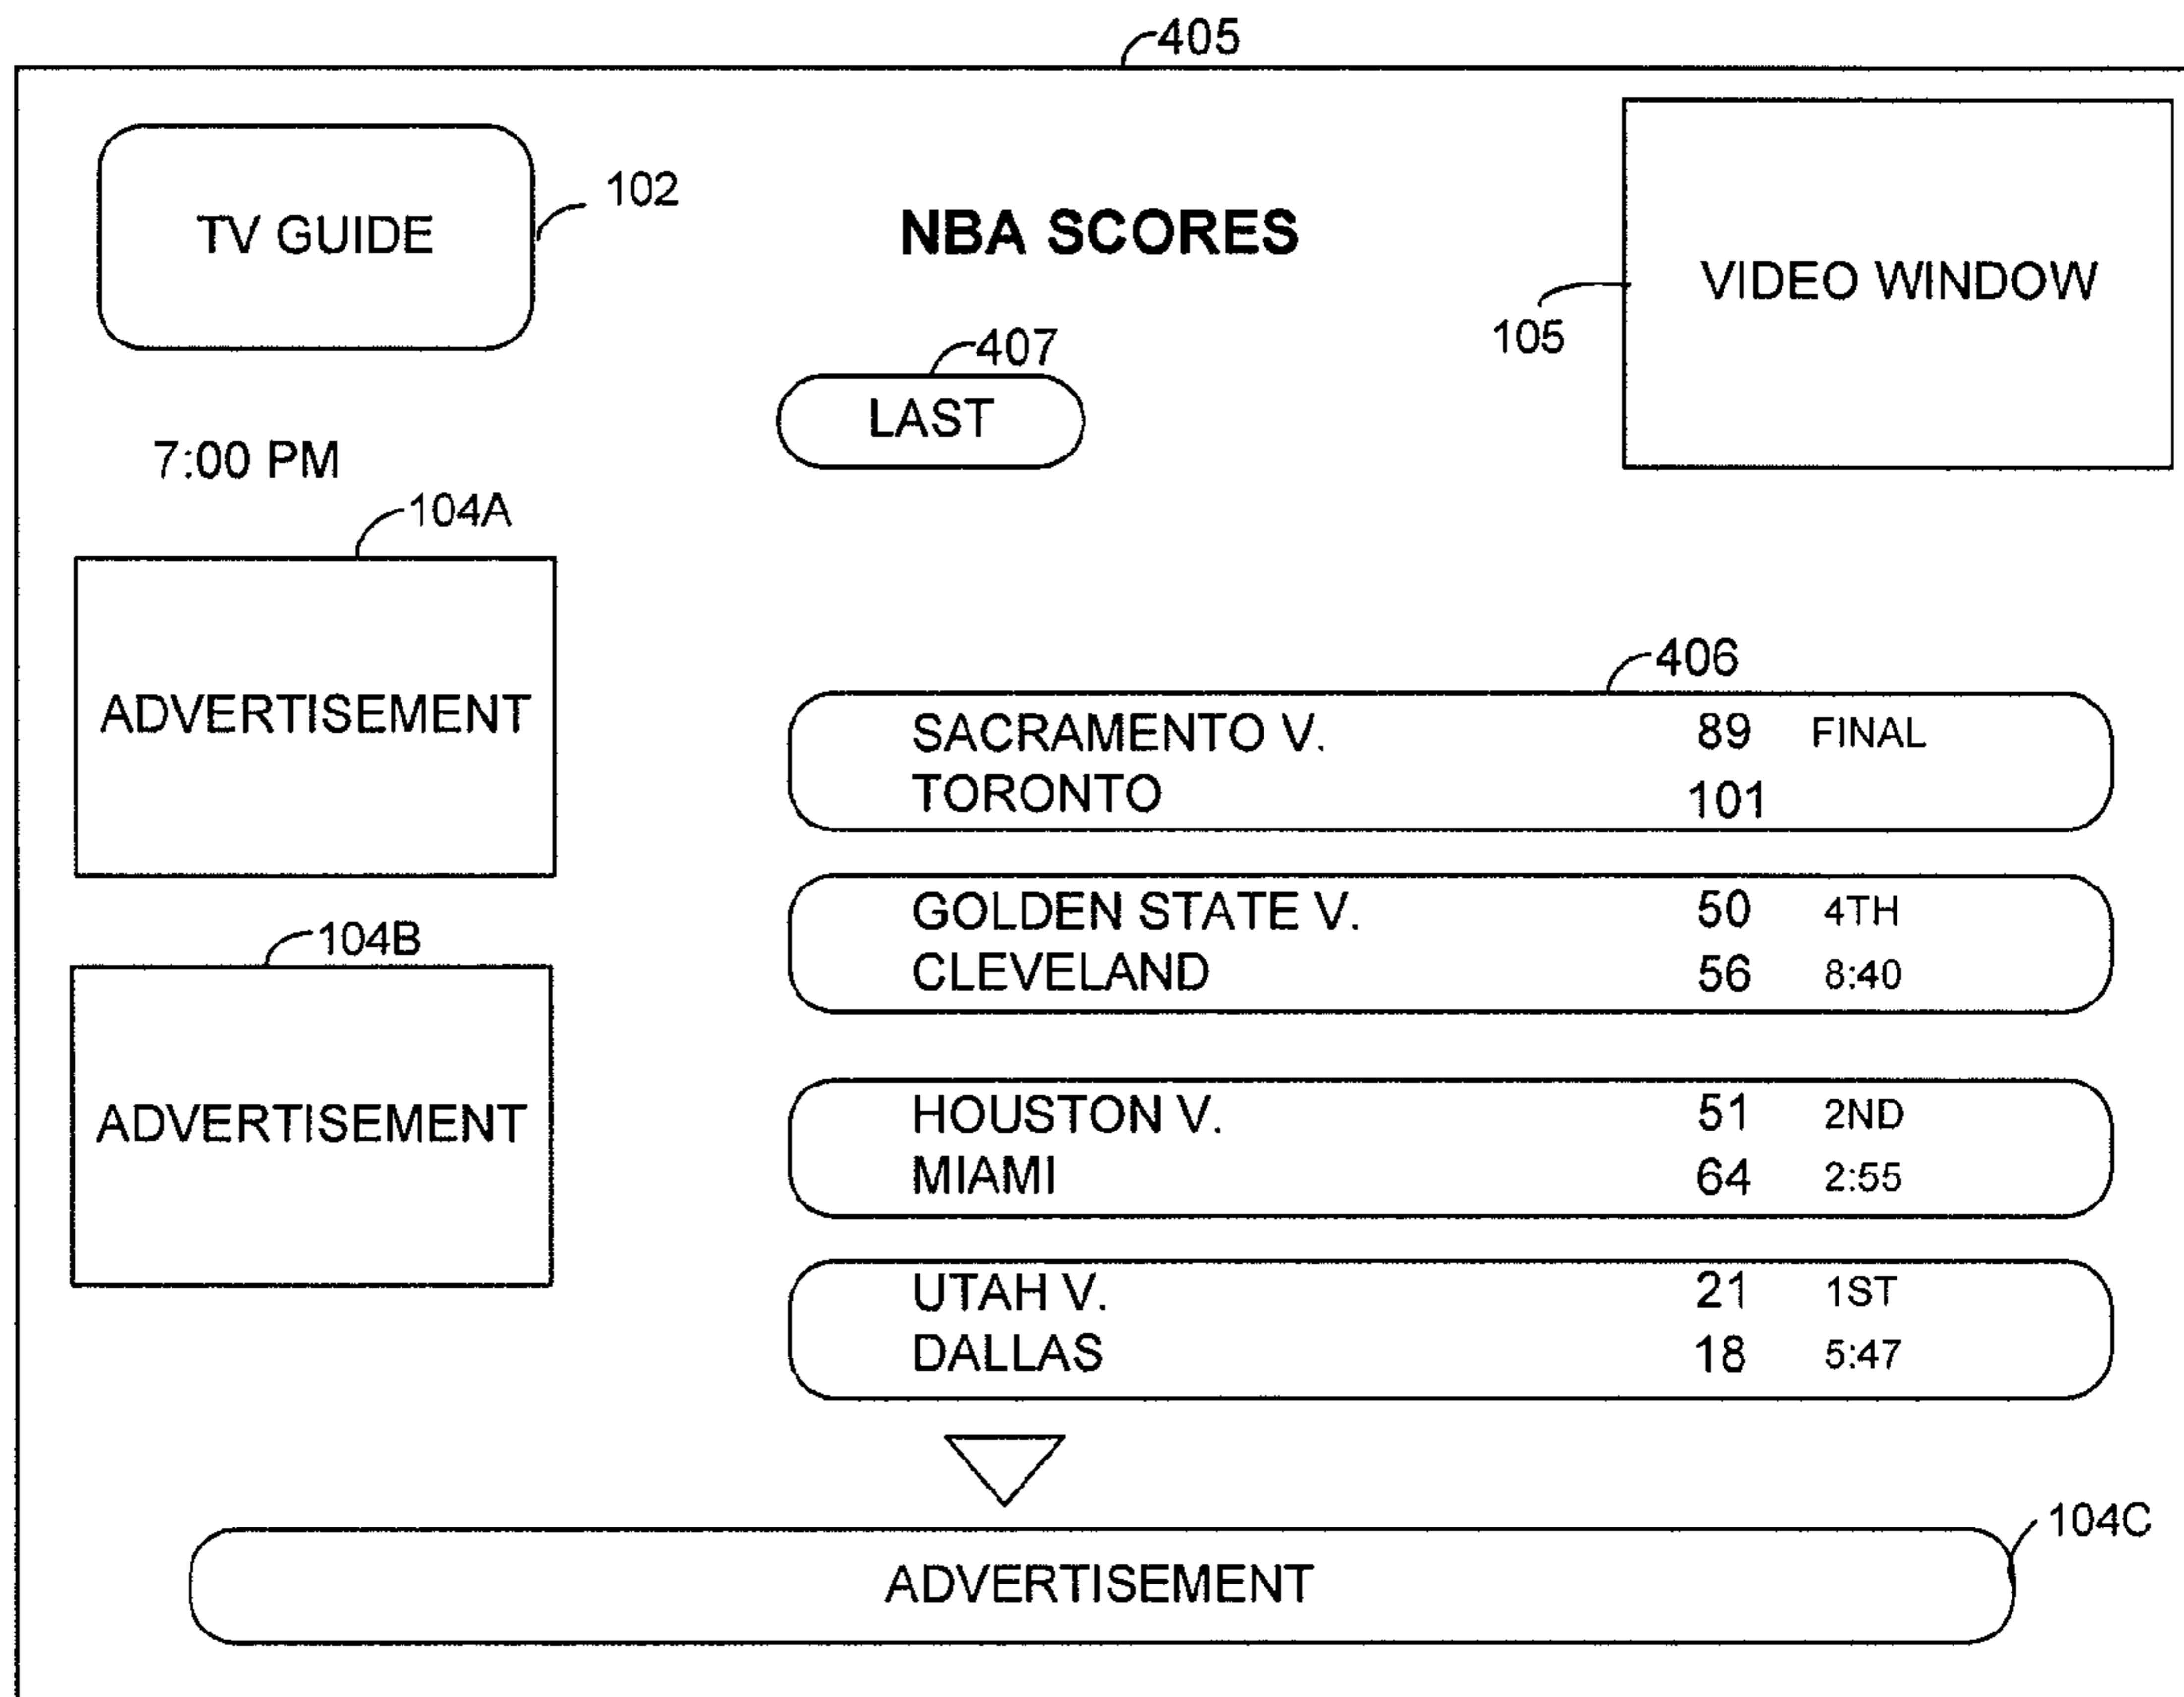 405
TV GUIDE
102
NBA SCORES
VIDEO WINDOW
105
407
LAST
7:00 PM
104A
ADVERTISEMENT
104B
ADVERTISEMENT
406
SACRAMENTO V. 89 FINAL
TORONTO 101
GOLDEN STATE V. 50 4TH
CLEVELAND 56 8:40
HOUSTON V. 51 2ND
MIAMI 64 2:55
UTAH V. 21 1ST
DALLAS 18 5:47
104C
ADVERTISEMENT